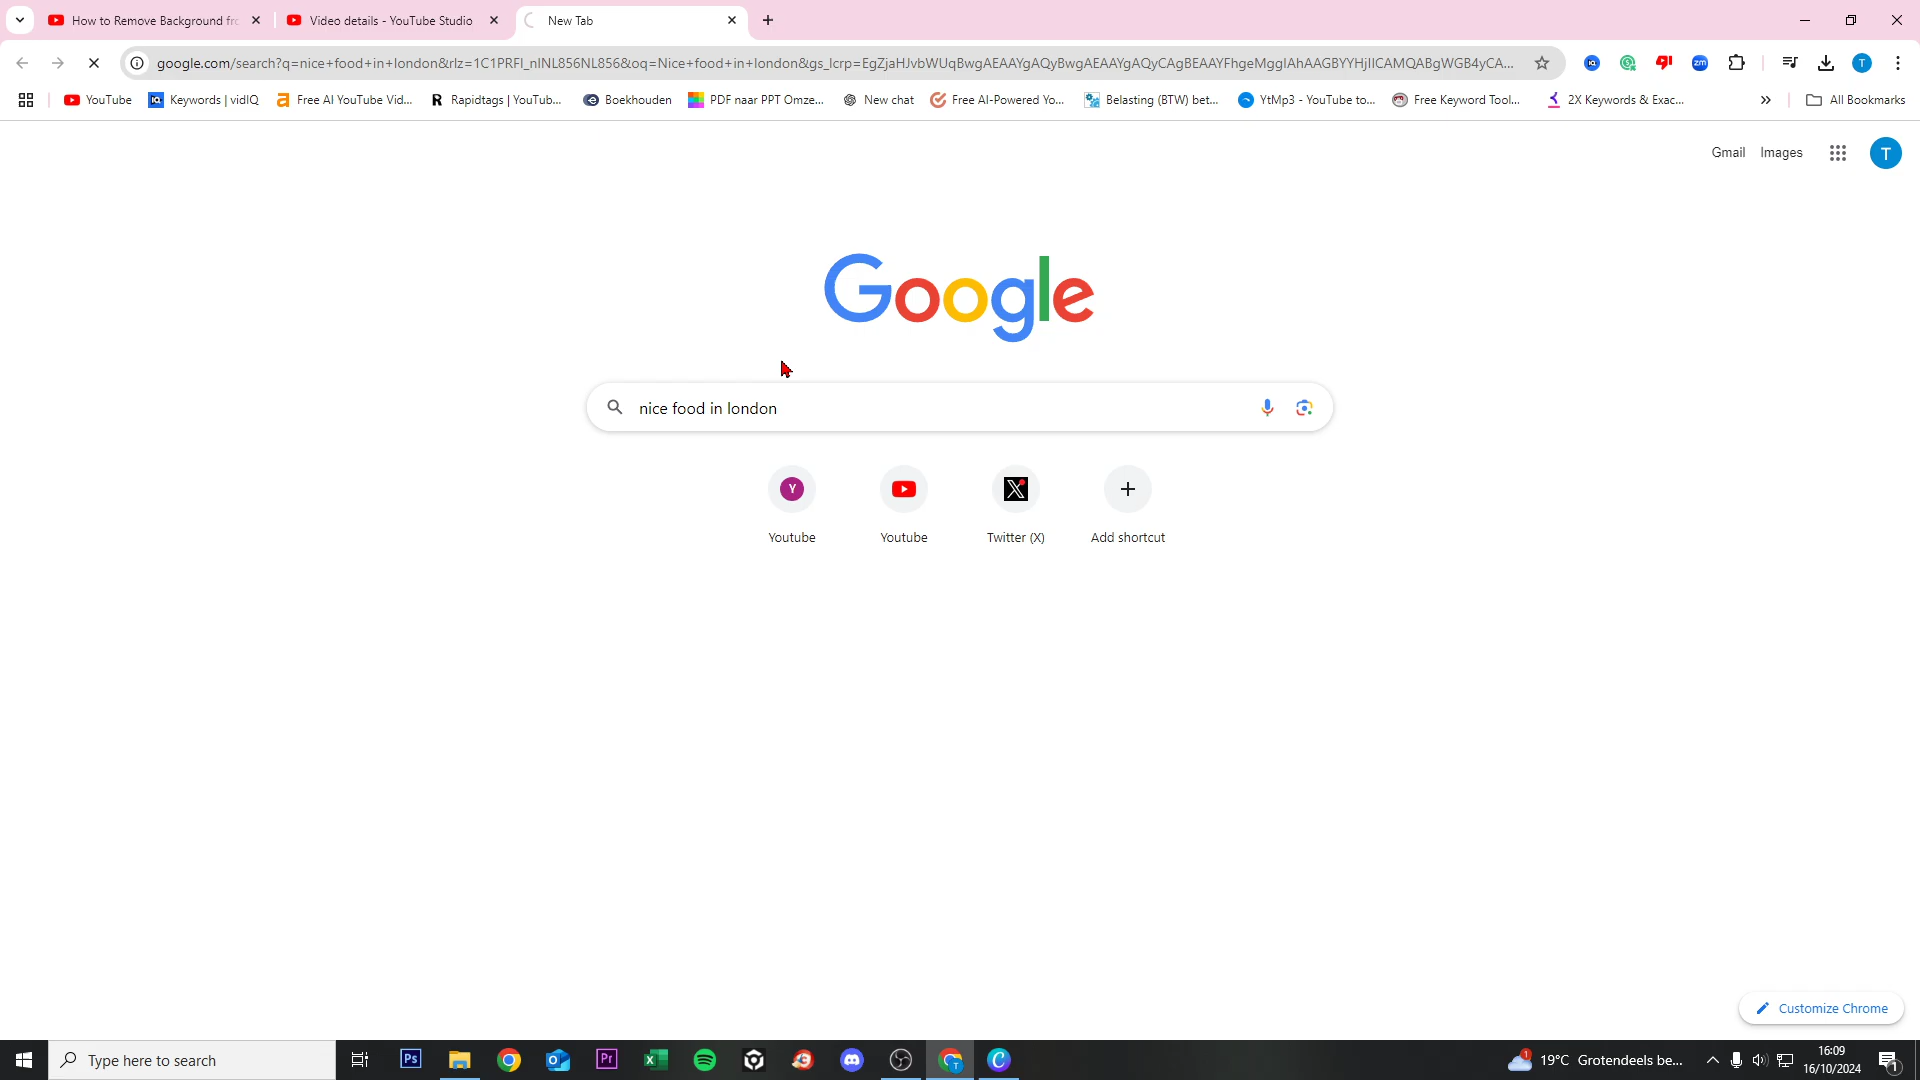 How to Remove Background fr
Video details - YouTube Studio
New Tab
google.com/search?q=nice+food+in+london&rlz=1C1PRFI_nlNL856NL856&oq=Nice+food+in+london&gs_lcrp=EgZjaHJvbWUqBwgAEAAYgAQyBwgAEAAYgAQyCAgBEAAYFhgeMggIAhAAGBYYHjIICAMQABgWGB4yCA...
YouTube
Keywords | vidIQ
Free AI YouTube Vid...
Rapidtags | YouTub...
Boekhouden
PDF naar PPT Omze...
New chat
Free AI-Powered Yo...
Belasting (BTW) bet...
YtMp3 - YouTube to...
Free Keyword Tool...
2X Keywords & Exac...
All Bookmarks
Gmail
Images
T
Google
nice food in london
Y
Youtube
Youtube
Twitter (X)
Add shortcut
Customize Chrome
Type here to search
Ps
Pr
19°C Grotendeels be...
16:09
16/10/2024
1